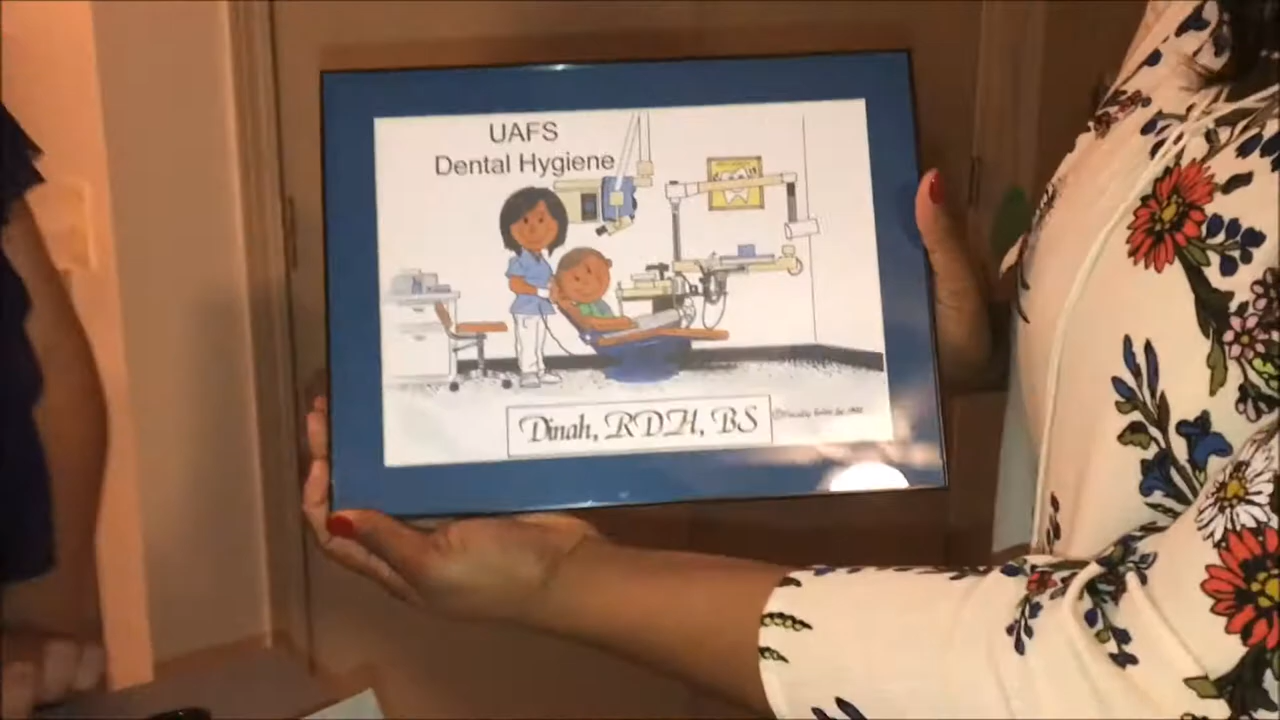 UAFS
Dental Hygiene
Dinah, RDH, BS